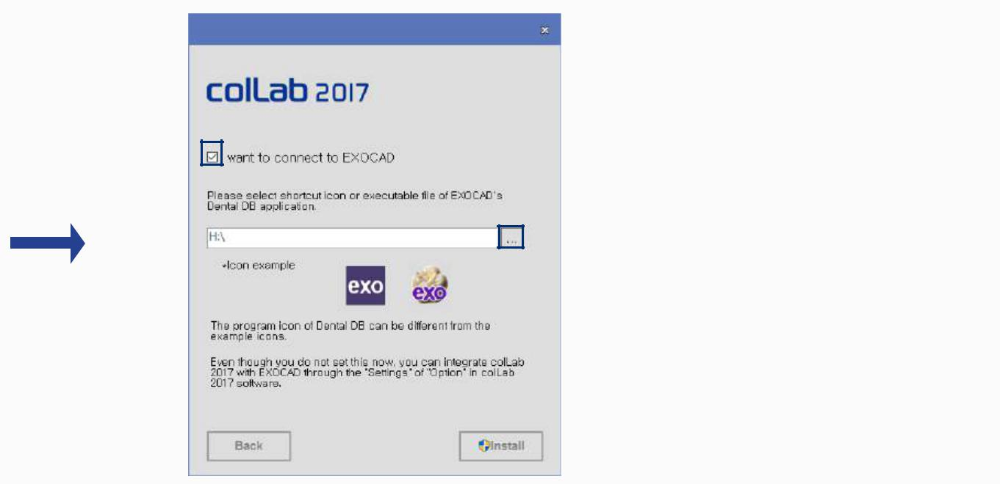 colLab 2017
want to connect to EXOCAD
Please select shortcut icon or executable file of EXOCAD's
Dental DB application.
H:\
...
*Icon example
exo
exo
The program icon of Dental DB can be different from the
example icons.
Even though you do not set this now, you can integrate colLab
2017 with EXOCAD through the "Settings" of "Option" in colLab
2017 software.
Back
Install